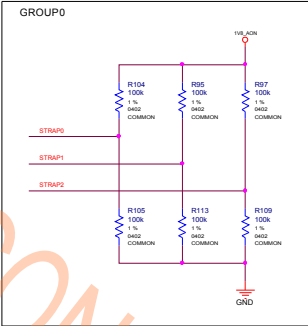 GROUP0
1V8_AON
R104
100k
1 %
0402
COMMON
R95
100k
1 %
0402
COMMON
R97
100k
1 %
0402
COMMON
STRAP0
STRAP1
STRAP2
R105
100k
1 %
0402
COMMON
R113
100k
1 %
0402
COMMON
R109
100k
1 %
0402
COMMON
GND